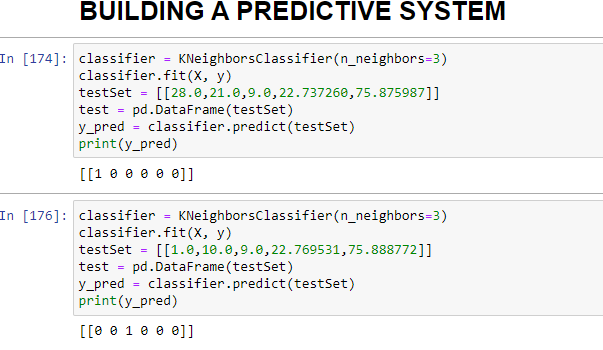 BUILDING A PREDICTIVE SYSTEM
In [174]: classifier = KNeighborsClassifier(n_neighbors=3)
classifier.fit(X, y)
testSet = [[28.0,21.0,9.0,22.737260,75.875987]]
test = pd.DataFrame(testSet)
y_pred = classifier.predict(testSet)
print(y_pred)
[[1 0 0 0 0 0]]
In [176]: classifier = KNeighborsClassifier(n_neighbors=3)
classifier.fit(X, y)
testSet = [[1.0,10.0,9.0,22.769531,75.888772]]
test = pd.DataFrame(testSet)
y_pred = classifier.predict(testSet)
print(y_pred)
[[0 0 1 0 0 0]]